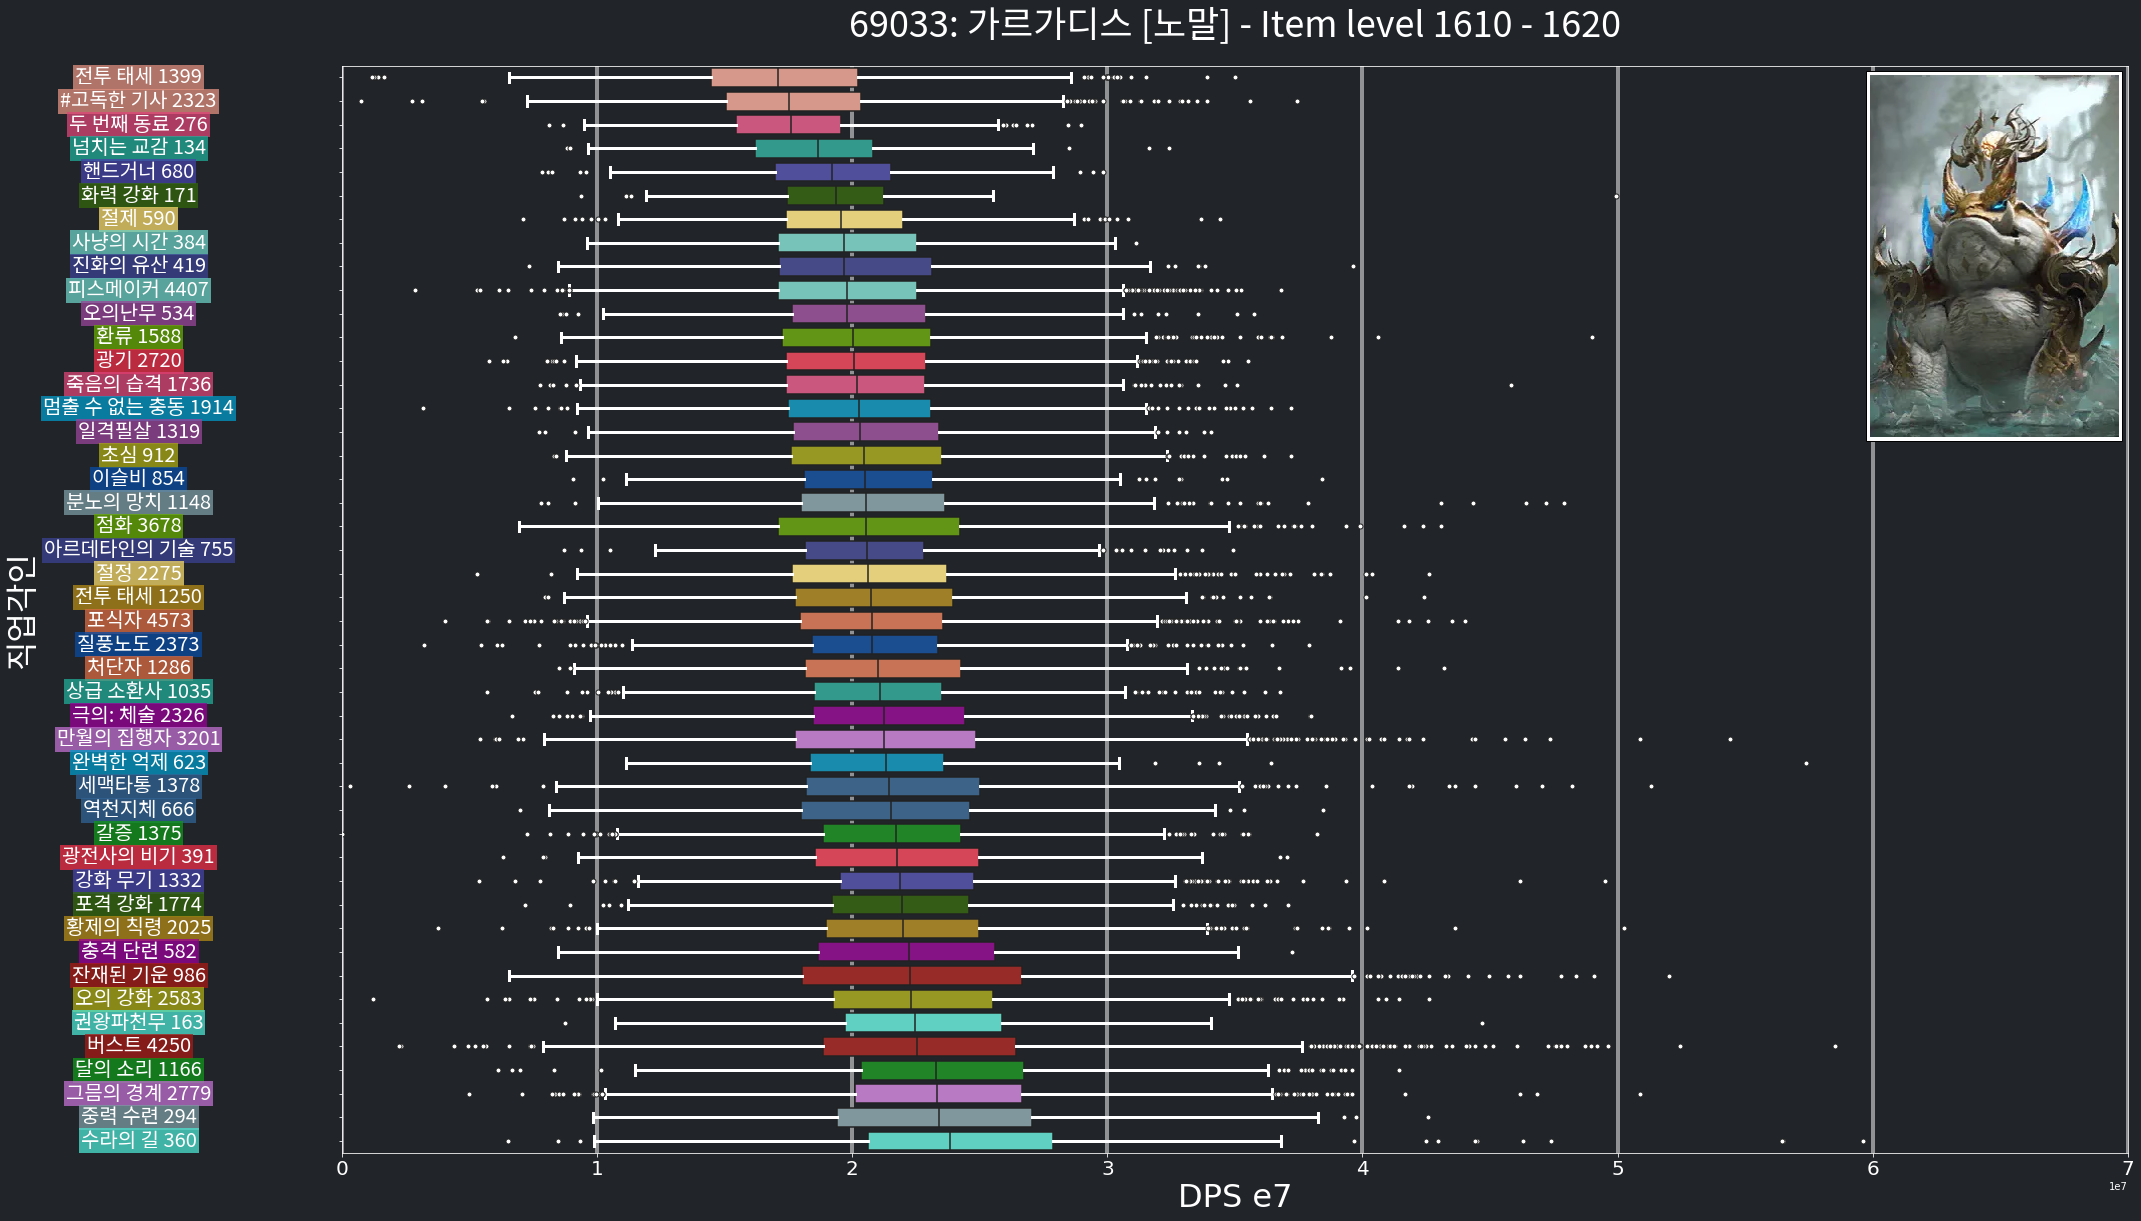 69033: 가르가디스 [노말] - Item level 1610 - 1620
직업각인
전투 태세 1399
#고독한 기사 2323
두 번째 동료 276
넘치는 교감 134
핸드거너 680
화력 강화 171
절제 590
사냥의 시간 384
진화의 유산 419
피스메이커 4407
오의난무 534
환류 1588
광기 2720
죽음의 습격 1736
멈출 수 없는 충동 1914
일격필살 1319
초심 912
이슬비 854
분노의 망치 1148
점화 3678
아르데타인의 기술 755
절정 2275
전투 태세 1250
포식자 4573
질풍노도 2373
처단자 1286
상급 소환사 1035
극의: 체술 2326
만월의 집행자 3201
완벽한 억제 623
세맥타통 1378
역천지체 666
갈증 1375
광전사의 비기 391
강화 무기 1332
포격 강화 1774
황제의 칙령 2025
충격 단련 582
잔재된 기운 986
오의 강화 2583
권왕파천무 163
버스트 4250
달의 소리 1166
그믐의 경계 2779
중력 수련 294
수라의 길 360
0 1 2 3 4 5 6 7
1e7
DPS e7